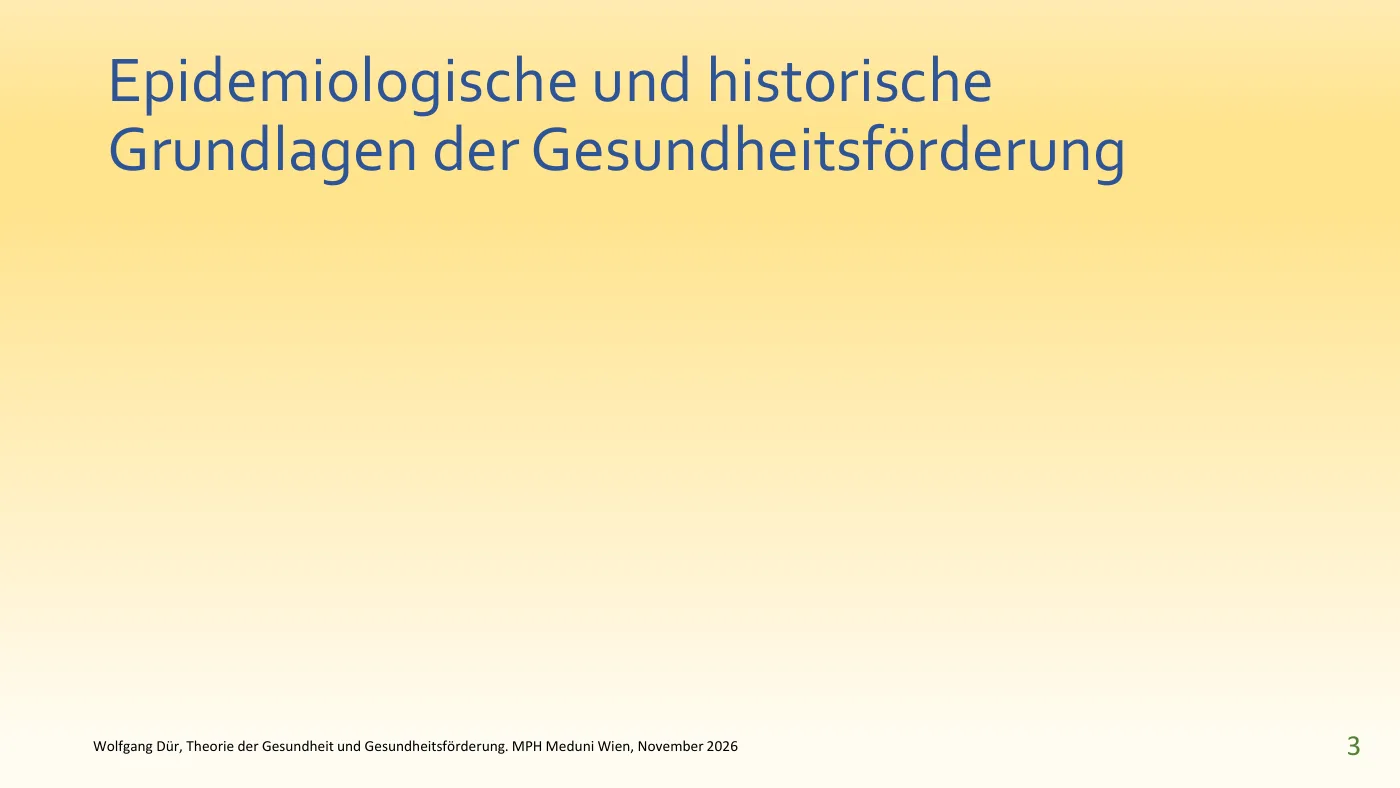 Epidemiologische und historische
Grundlagen der Gesundheitsförderung
Wolfgang Dür, Theorie der Gesundheit und Gesundheitsförderung. MPH Meduni Wien, November 2026
3